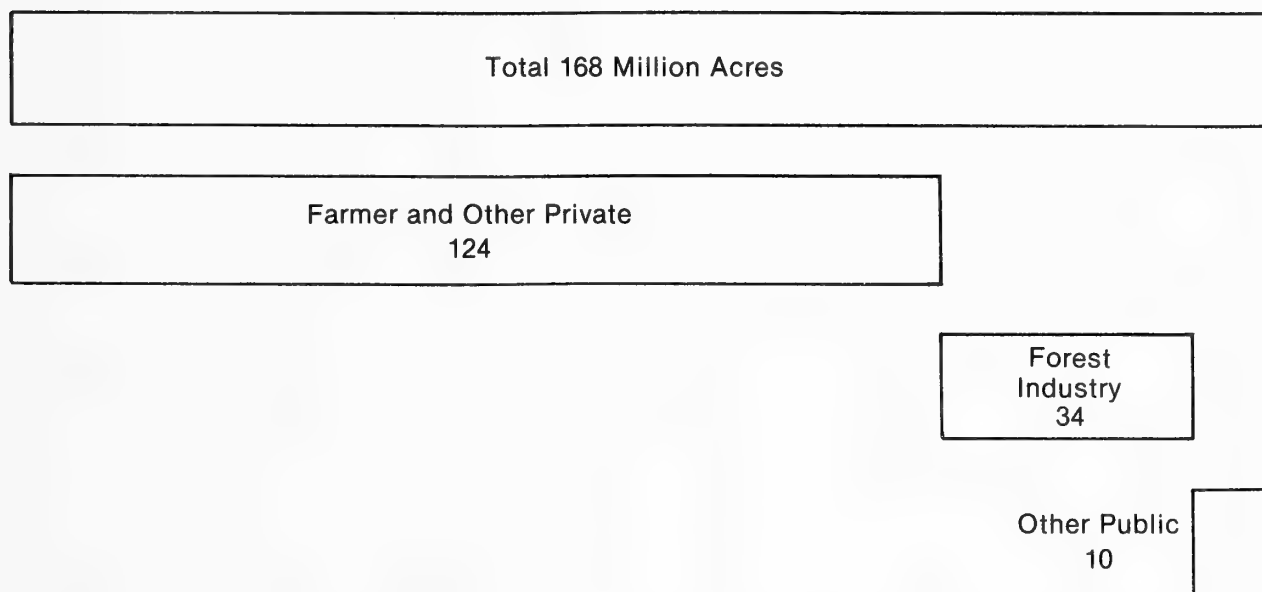 Total 168 Million Acres
Farmer and Other Private
124
Forest
Industry
34
Other Public
10